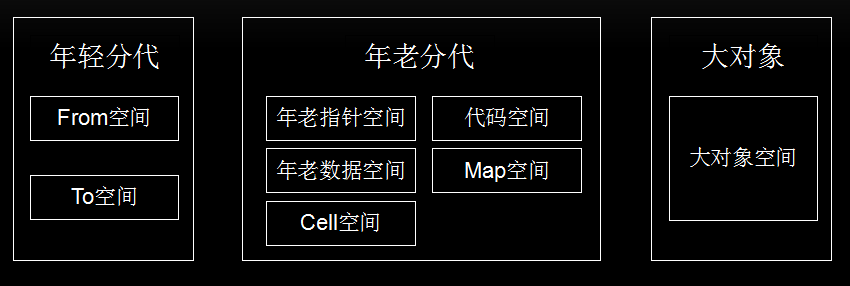 年轻分代
From空间
To空间
年老分代
年老指针空间
代码空间
年老数据空间
Map空间
Cell空间
大对象
大对象空间